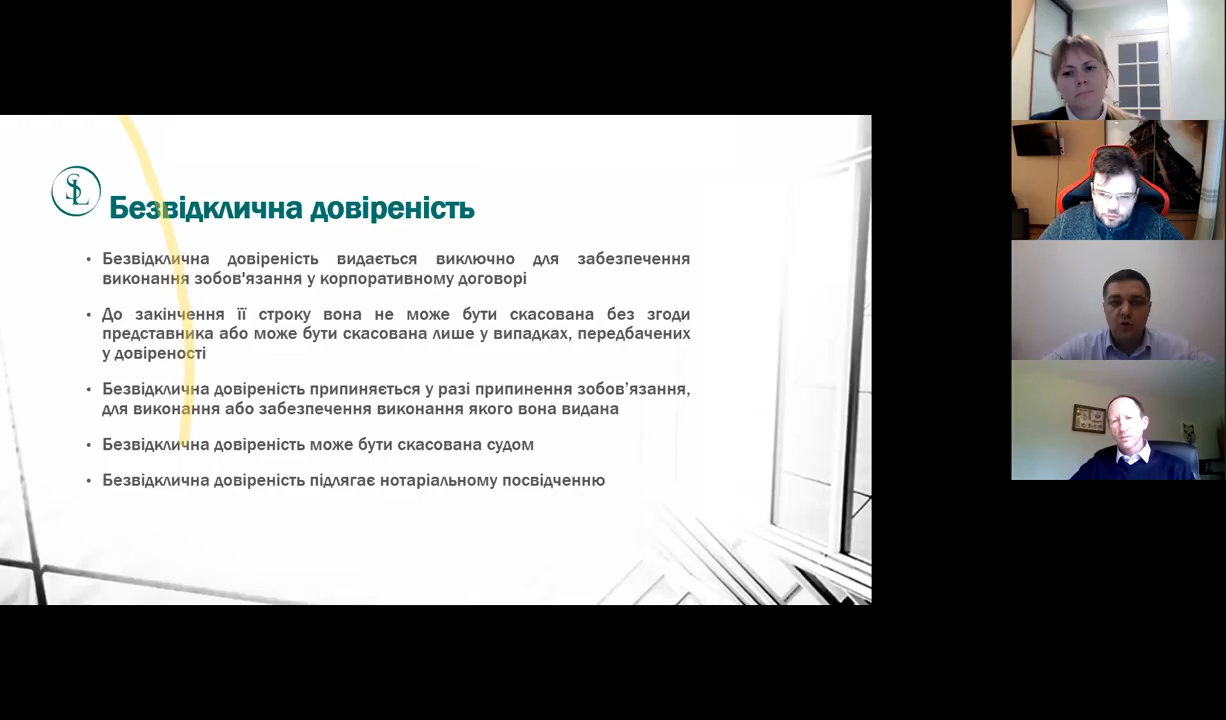 SL
Безвідклична довіреність
• Безвідклична довіреність видається виключно для забезпечення
виконання зобов'язання у корпоративному договорі
• До закінчення її строку вона не може бути скасована без згоди
представника або може бути скасована лише у випадках, передбачених
у довіреності
• Безвідклична довіреність припиняється у разі припинення зобов’язання,
для виконання або забезпечення виконання якого вона видана
• Безвідклична довіреність може бути скасована судом
• Безвідклична довіреність підлягає нотаріальному посвідченню